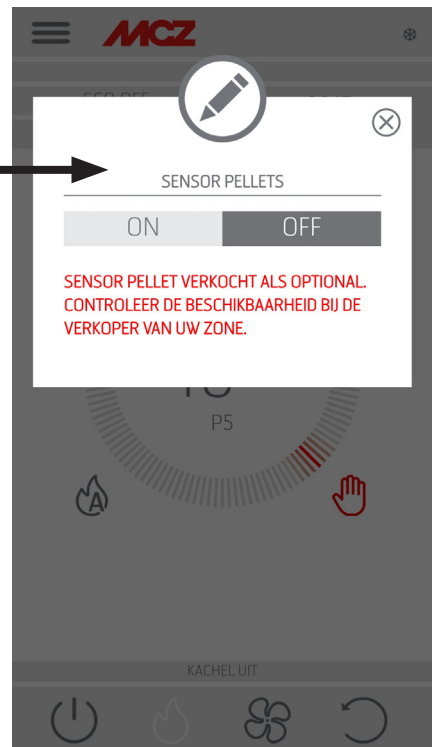 MCZ
SENSOR PELLETS
ON OFF
SENSOR PELLET VERKOCHT ALS OPTIONAL.
CONTROLEER DE BESCHIKBAARHEID BIJ DE
VERKOPER VAN UW ZONE.
P5
A
KACHEL UIT